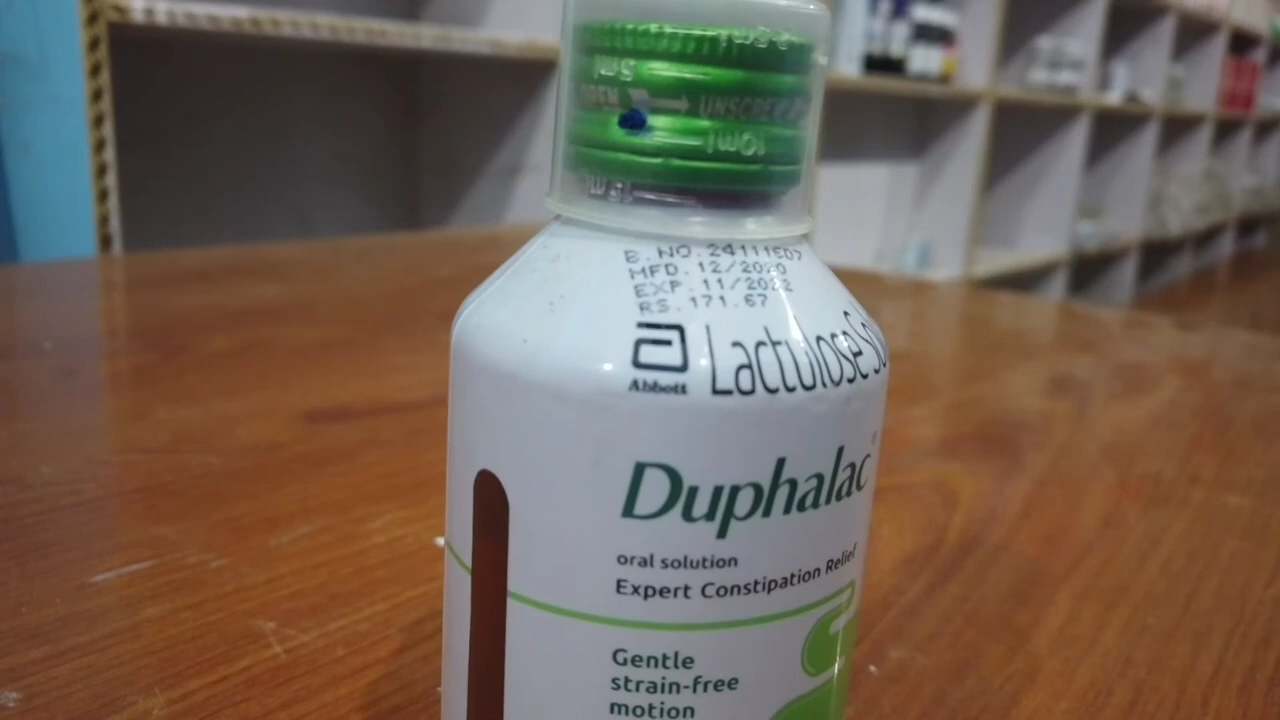 5ml
OPEN UNSCREW
10ml
B. NO. 24111E07
MFD. 12/2020
EXP. 11/2022
RS. 171.67
Abbott
Lactulose
Duphalac
oral solution
Expert Constipation Relief
Gentle
strain-free
motion